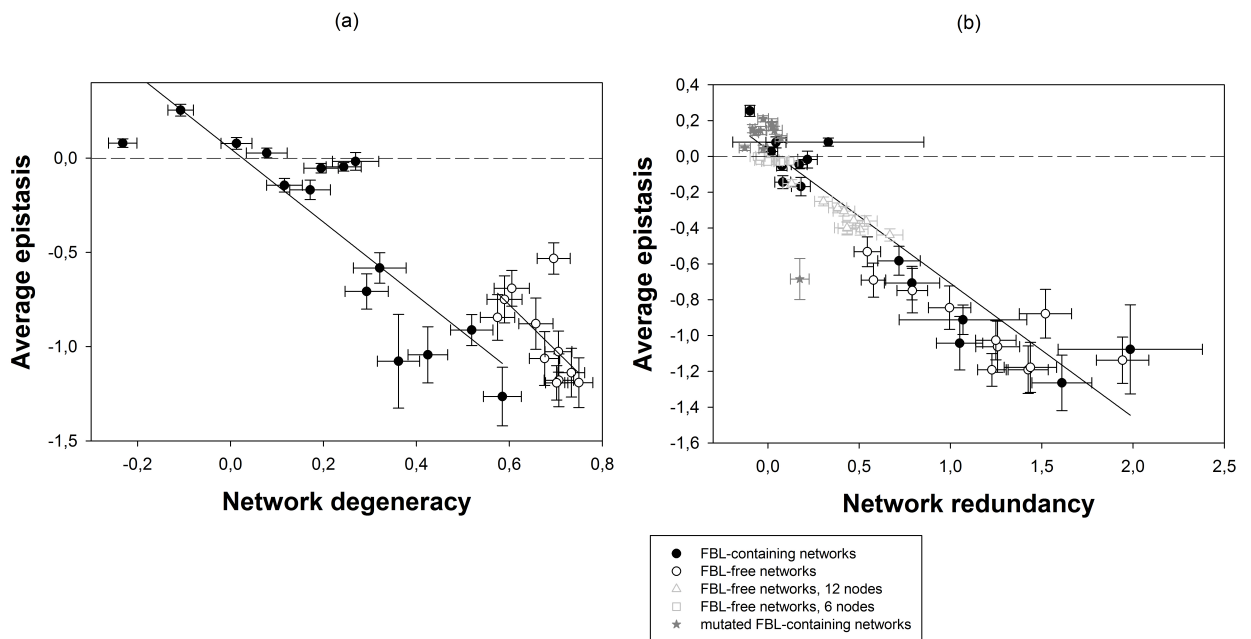 (a)
(b)
Average epistasis
0,0
-0,5
-1,0
-1,5
-0,2
0,0
0,2
0,4
0,6
0,8
Network degeneracy
Average epistasis
0,4
0,2
0,0
-0,2
-0,4
-0,6
-0,8
-1,0
-1,2
-1,4
-1,6
0,0
0,5
1,0
1,5
2,0
2,5
Network redundancy
FBL-containing networks
FBL-free networks
FBL-free networks, 12 nodes
FBL-free networks, 6 nodes
mutated FBL-containing networks